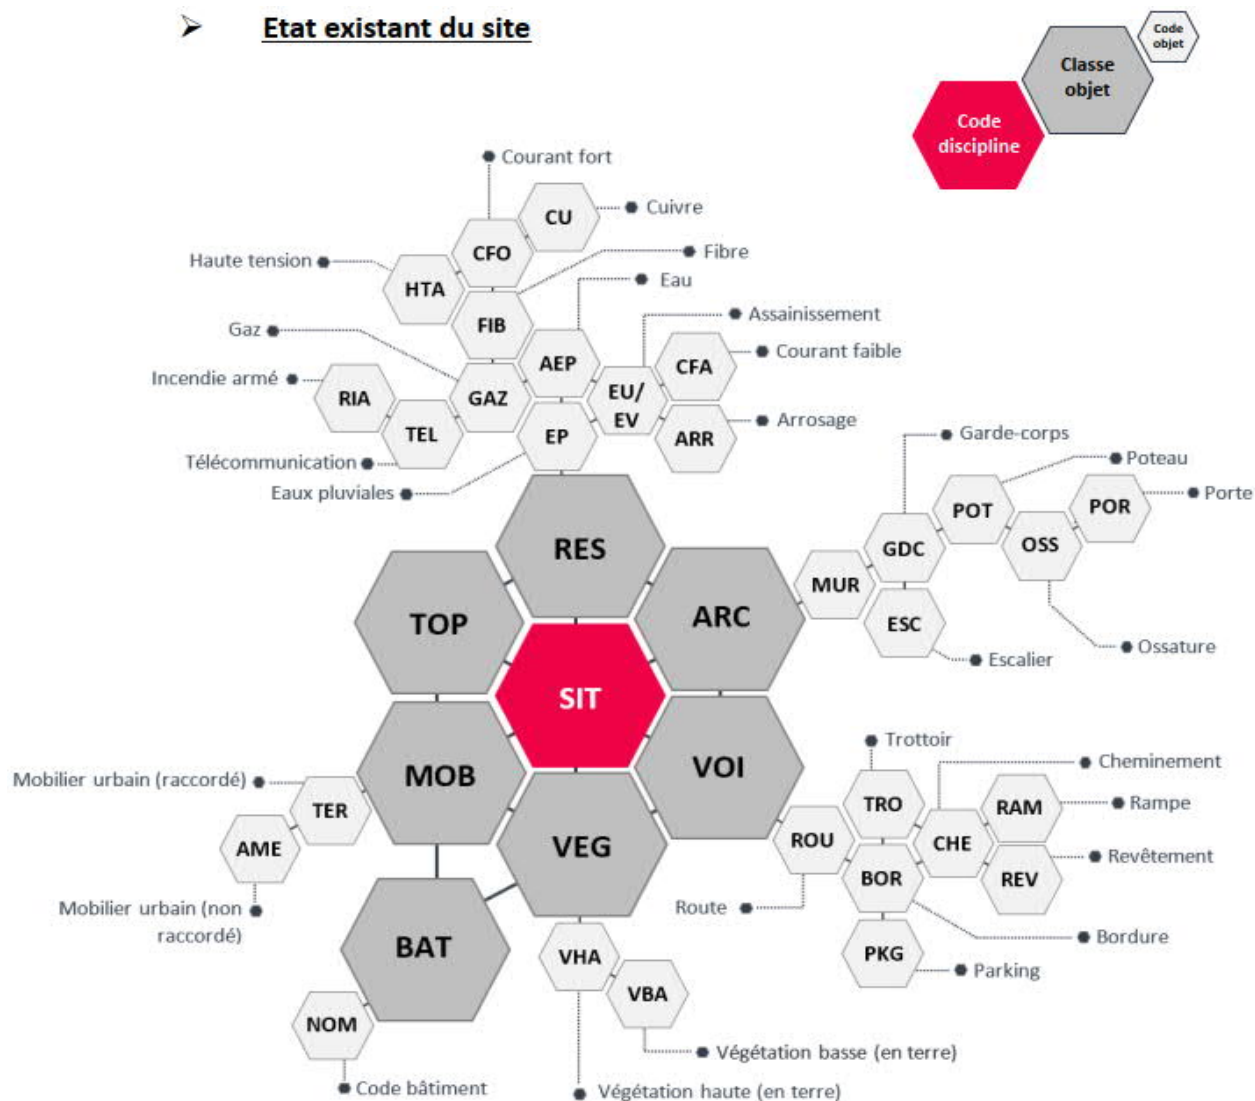 ➢ Etat existant du site
Code
objet
Classe
objet
Code
discipline
Courant fort
CU
Cuivre
CFO
Fibre
Haute tension
HTA
Eau
FIB
Assainissement
Gaz
AEP
CFA
Courant faible
Incendie armé
RIA
GAZ
EU/
EV
TEL
EP
ARR
Arrosage
Garde-corps
Télécommunication
Poteau
Eaux pluviales
POT
POR
Porte
RES
GDC
OSS
MUR
TOP
ARC
ESC
Ossature
Escalier
SIT
Trottoir
Cheminement
Mobilier urbain (raccordé)
MOB
VOI
TER
TRO
RAM
Rampe
AME
VEG
ROU
CHE
Revêtement
BOR
REV
Mobilier urbain (non
raccordé)
Route
Bordure
BAT
VHA
PKG
Parking
VBA
NOM
Végétation basse (en terre)
Code bâtiment
Végétation haute (en terre)